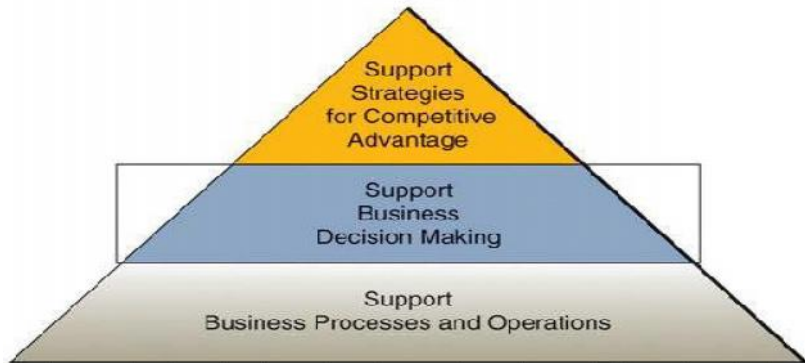 Support
Strategies
for Competitive
Advantage
Support
Business
Decision Making
Support
Business Processes and Operations